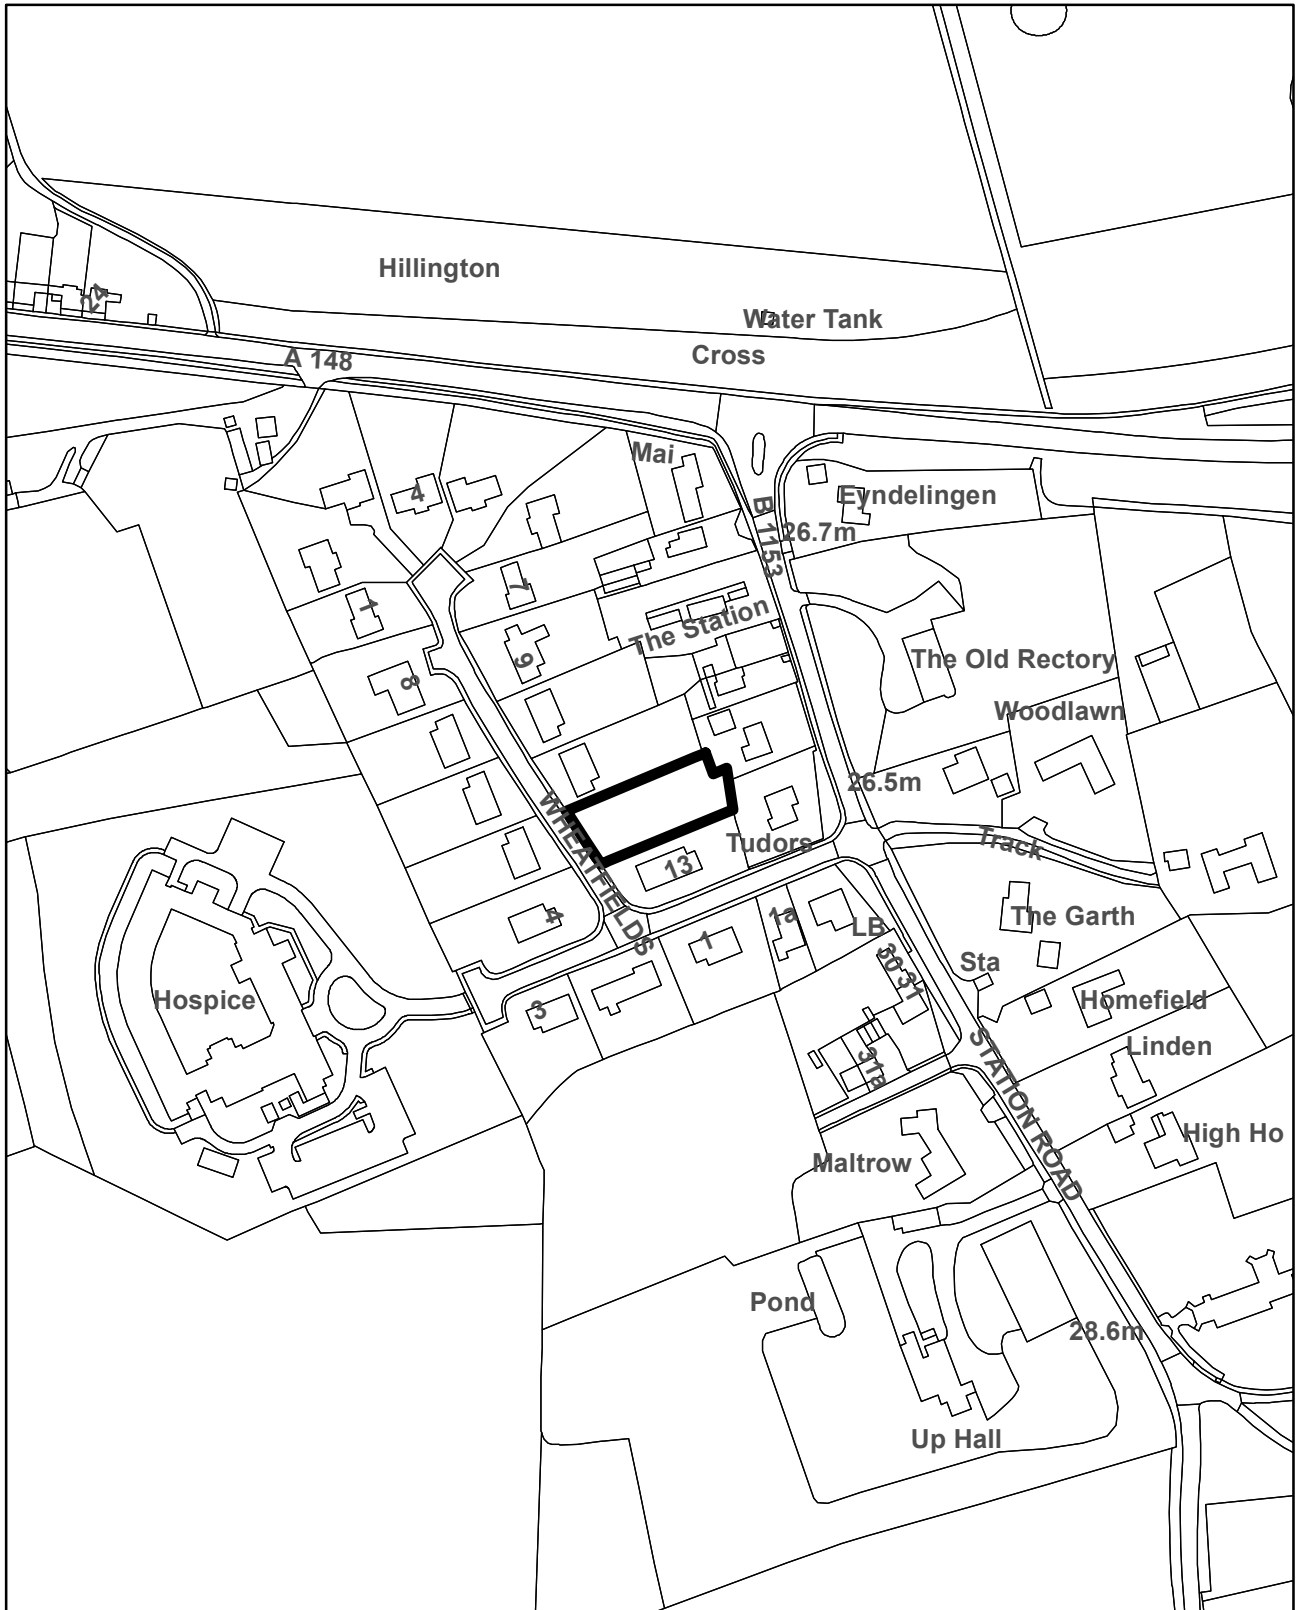 Hillington
24
Water Tank
Cross
A 148
Mai
4
Eyndelingen
B 1153
26.7m
7
1
The Station
9
The Old Rectory
8
Woodlawn
26.5m
WHEATFIELDS
Tudors
Track
13
4
1a
The Garth
LB
1
30
Sta
31
Hospice
3
Homefield
Linden
31a
STATION ROAD
High Ho
Maltrow
Pond
28.6m
Up Hall